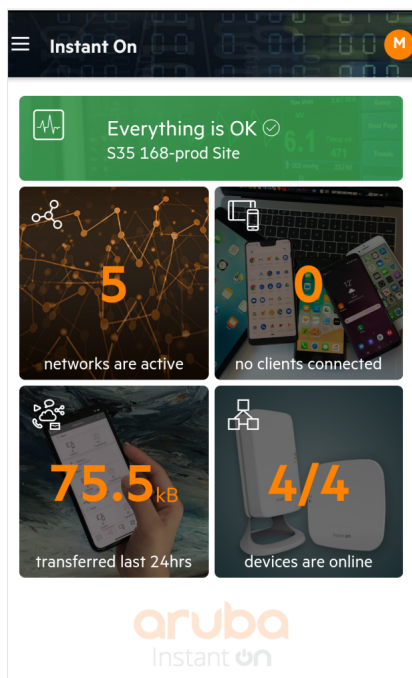 Instant On
M
Everything is OK
S35 168-prod Site
5
networks are active
0
no clients connected
75.5kB
transferred last 24hrs
4/4
devices are online
aruba
Instant on